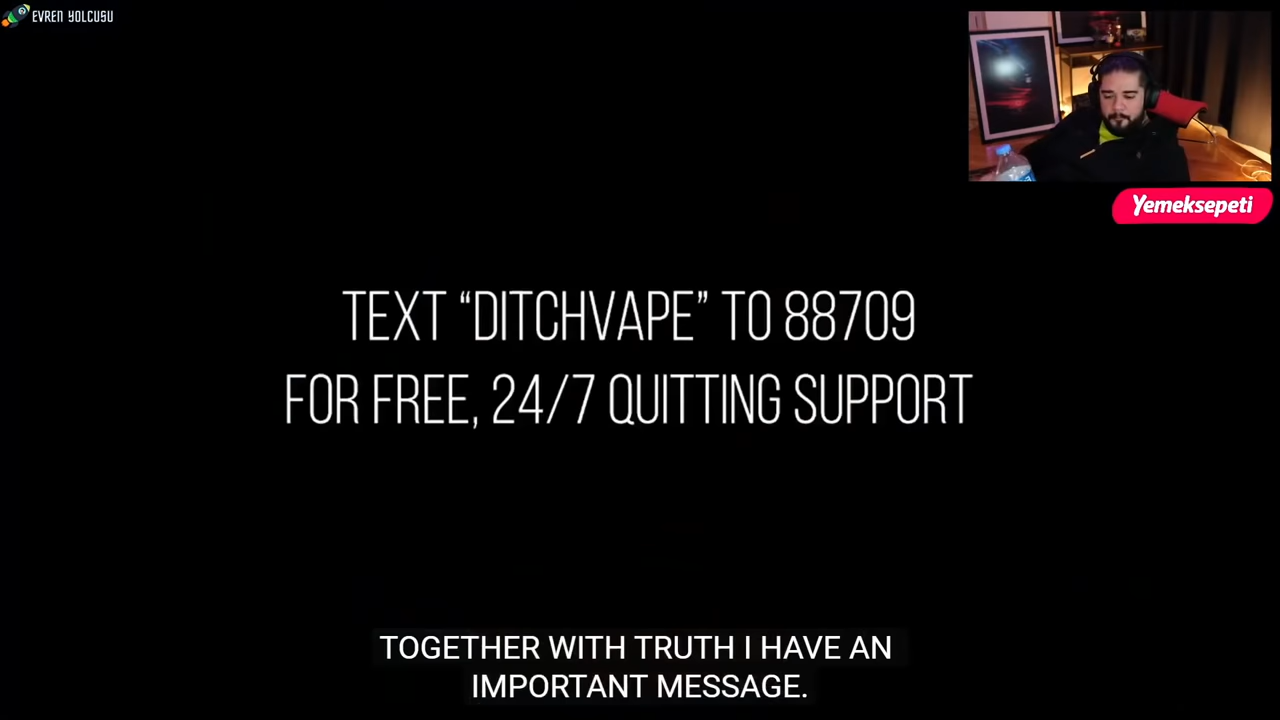 EVREN YOLCUSU
Yemeksepeti
TEXT “DITCHVAPE” TO 88709
FOR FREE, 24/7 QUITTING SUPPORT
TOGETHER WITH TRUTH I HAVE AN
IMPORTANT MESSAGE.